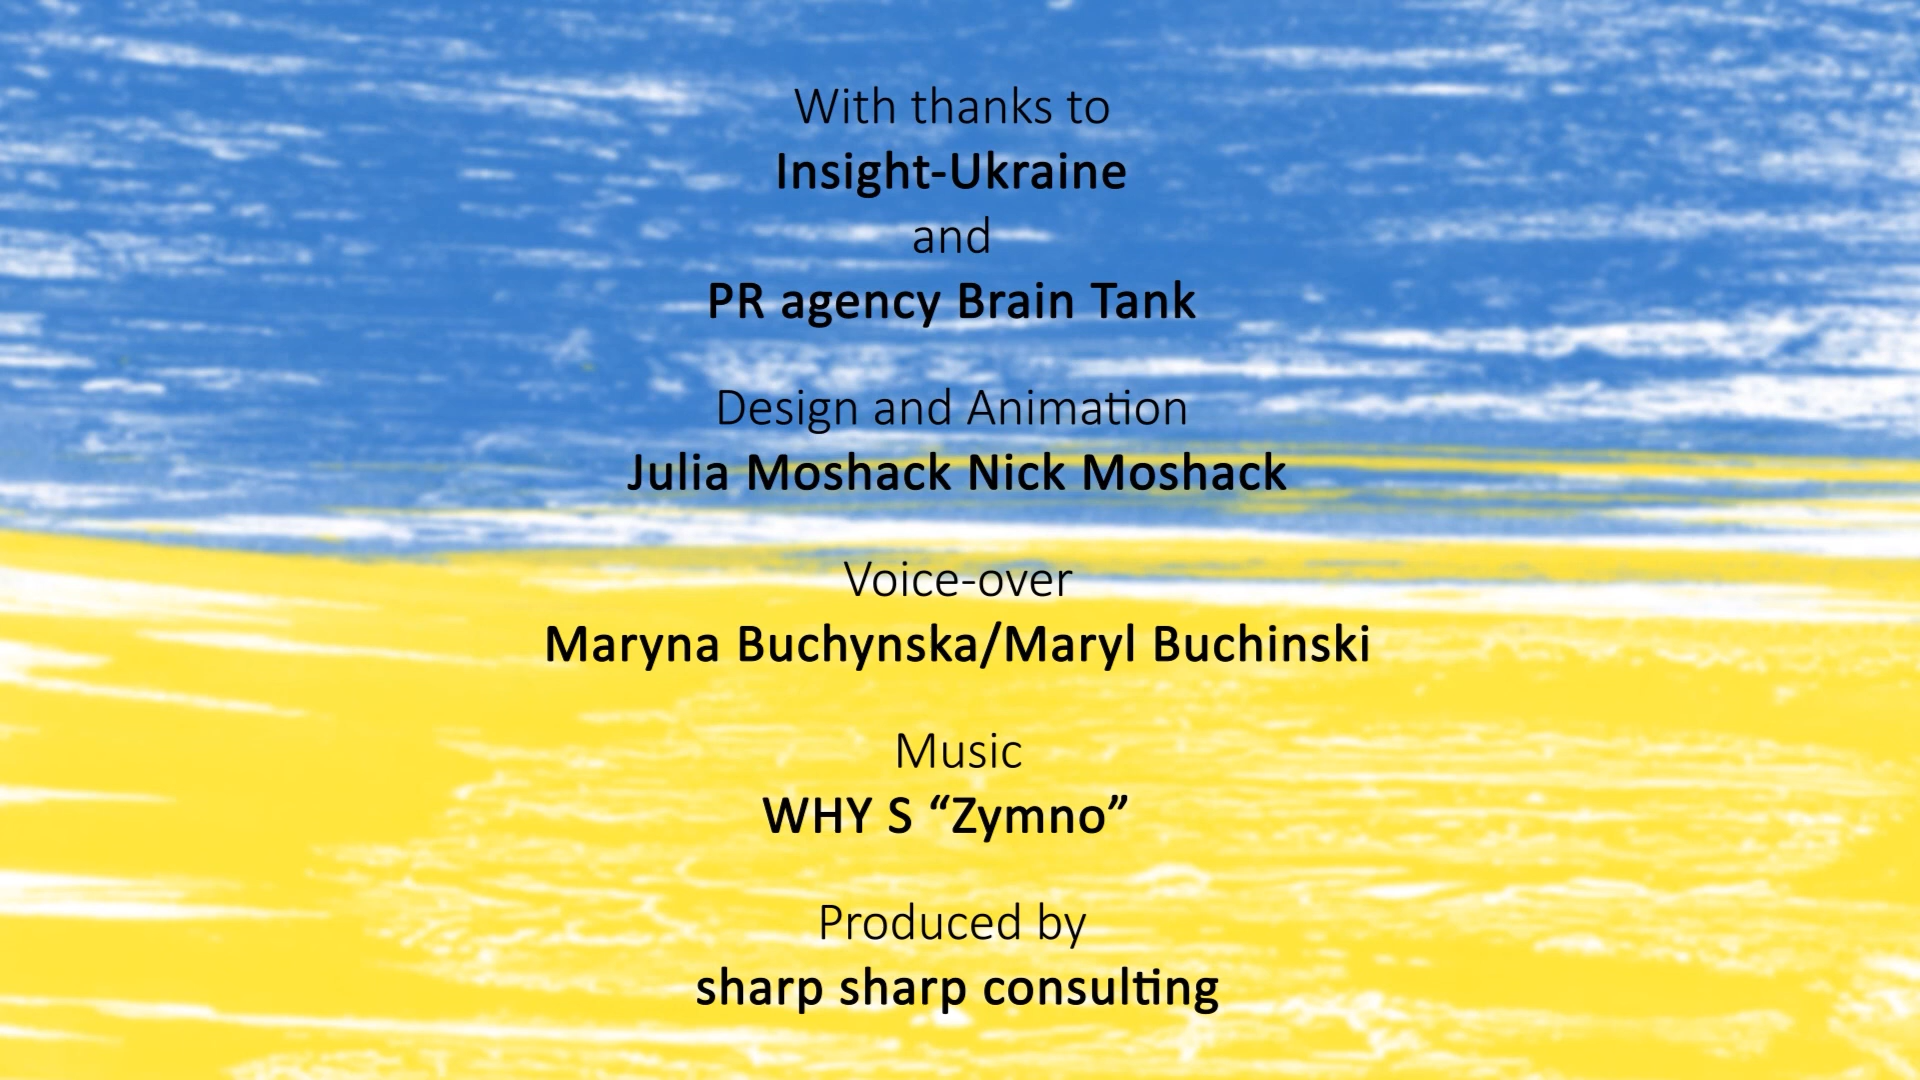 With thanks to
Insight-Ukraine
and
PR agency Brain Tank
Design and Animation
Julia Moshack Nick Moshack
Voice-over
Maryna Buchynska/Maryl Buchinski
Music
WHY S “Zymno”
Produced by
sharp sharp consulting